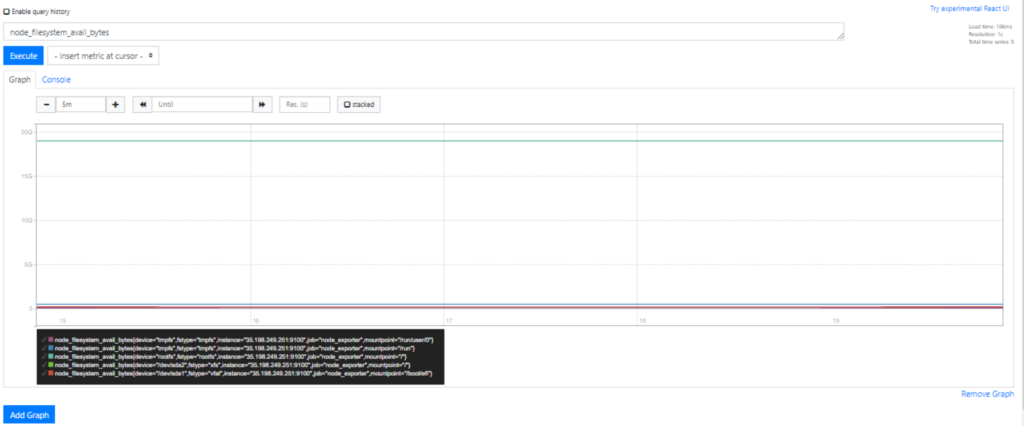 Enable query history
Try experimental React UI
node_filesystem_avail_bytes
Load time: 106ms
Resolution: 1s
Total time series: 5
Execute
- insert metric at cursor -
Graph
Console
5m
Until
Res. (s)
stacked
20G
15G
10G
5G
0
15
16
17
18
19
node_filesystem_avail_bytes{device="tmpfs",fstype="tmpfs",instance="35.198.249.251:9100",job="node_exporter",mountpoint="/run/user/0"}
node_filesystem_avail_bytes{device="tmpfs",fstype="tmpfs",instance="35.198.249.251:9100",job="node_exporter",mountpoint="/run"}
node_filesystem_avail_bytes{device="rootfs",fstype="rootfs",instance="35.198.249.251:9100",job="node_exporter",mountpoint="/"}
node_filesystem_avail_bytes{device="/dev/sda2",fstype="xfs",instance="35.198.249.251:9100",job="node_exporter",mountpoint="/"}
node_filesystem_avail_bytes{device="/dev/sda1",fstype="vfat",instance="35.198.249.251:9100",job="node_exporter",mountpoint="/boot/efi"}
Remove Graph
Add Graph